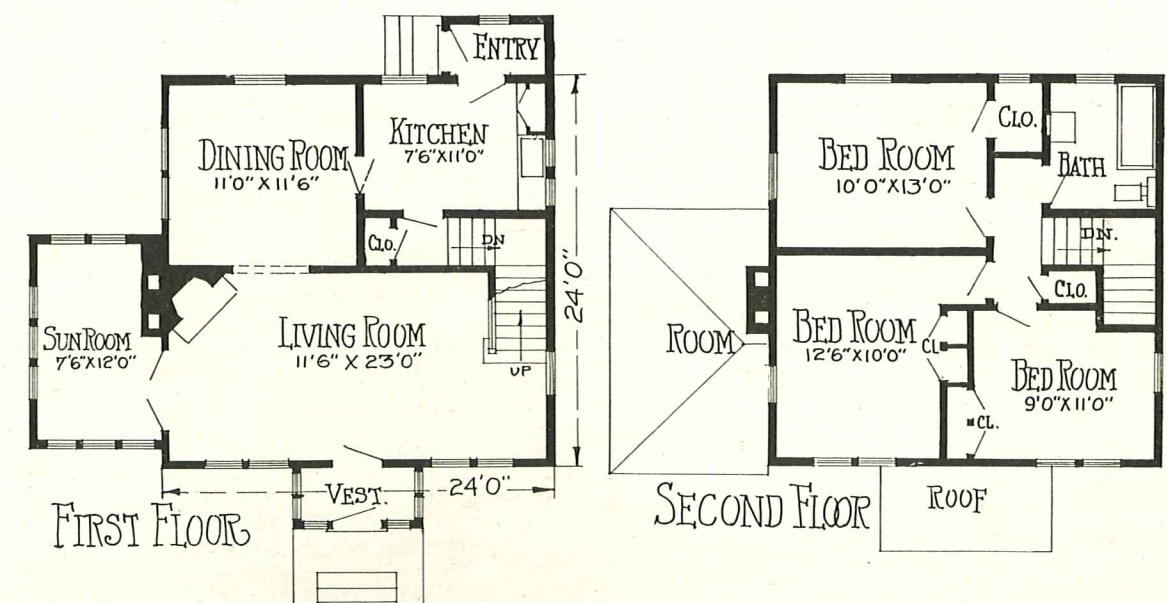 ENTRY
KITCHEN
7'6"X11'0"
DINING ROOM
11'0" X 11'6"
CLO.
DN
24'0"
SUN ROOM
7'6"X12'0"
LIVING ROOM
11'6" X 23'0"
UP
VEST.
24'0"
FIRST FLOOR
CLO.
BED ROOM
10'0"X13'0"
BATH
DN.
CLO.
ROOM
BED ROOM
12'6"X10'0"
CL
BED ROOM
9'0"X11'0"
CL.
SECOND FLOOR
ROOF